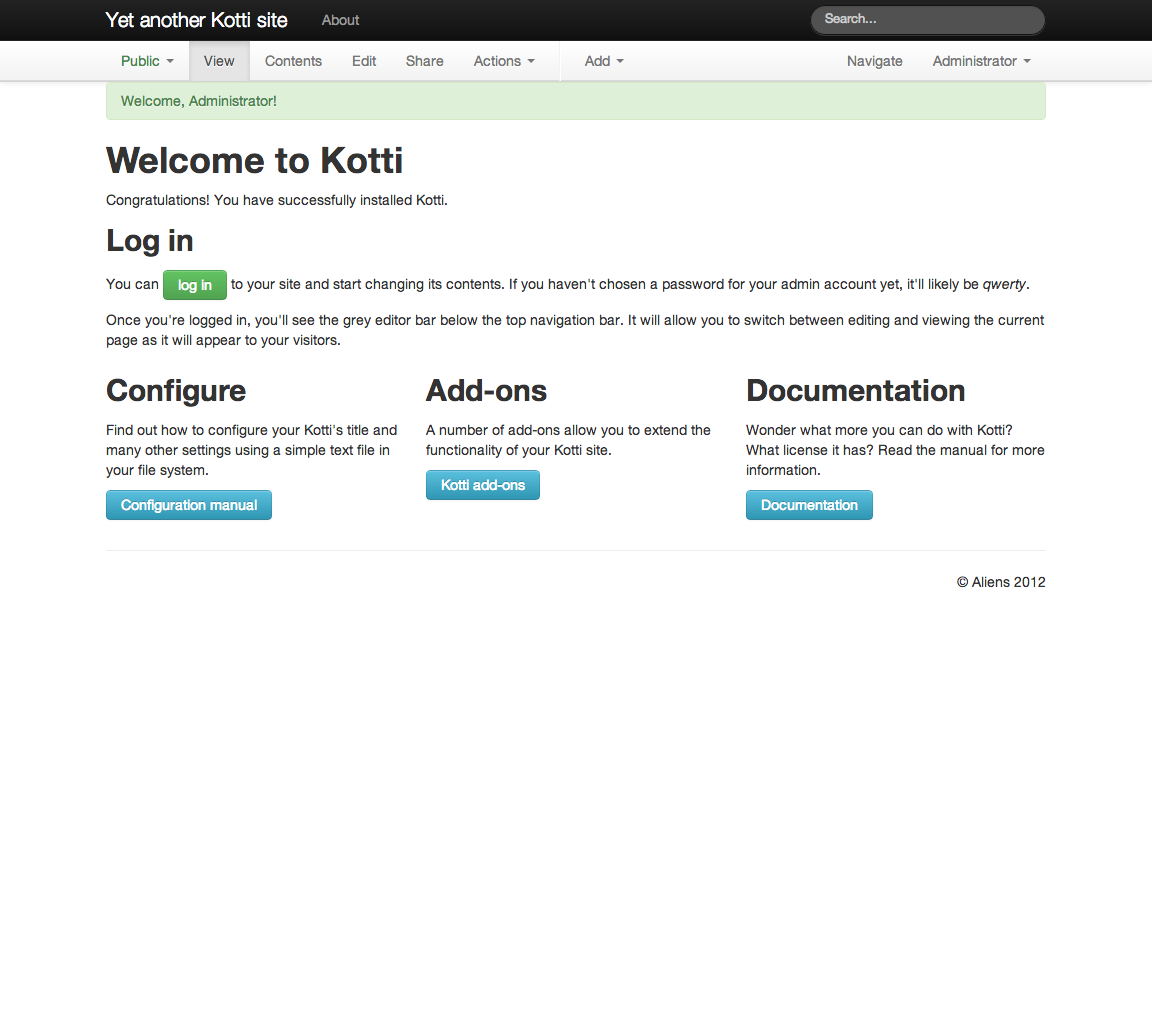 Yet another Kotti site About Search...
Public View Contents Edit Share Actions Add Navigate Administrator
Welcome, Administrator!
Welcome to Kotti
Congratulations! You have successfully installed Kotti.
Log in
You can log in to your site and start changing its contents. If you haven't chosen a password for your admin account yet, it'll likely be qwerty.
Once you're logged in, you'll see the grey editor bar below the top navigation bar. It will allow you to switch between editing and viewing the current
page as it will appear to your visitors.
Configure
Find out how to configure your Kotti's title and
many other settings using a simple text file in
your file system.
Configuration manual
Add-ons
A number of add-ons allow you to extend the
functionality of your Kotti site.
Kotti add-ons
Documentation
Wonder what more you can do with Kotti?
What license it has? Read the manual for more
information.
Documentation
© Aliens 2012